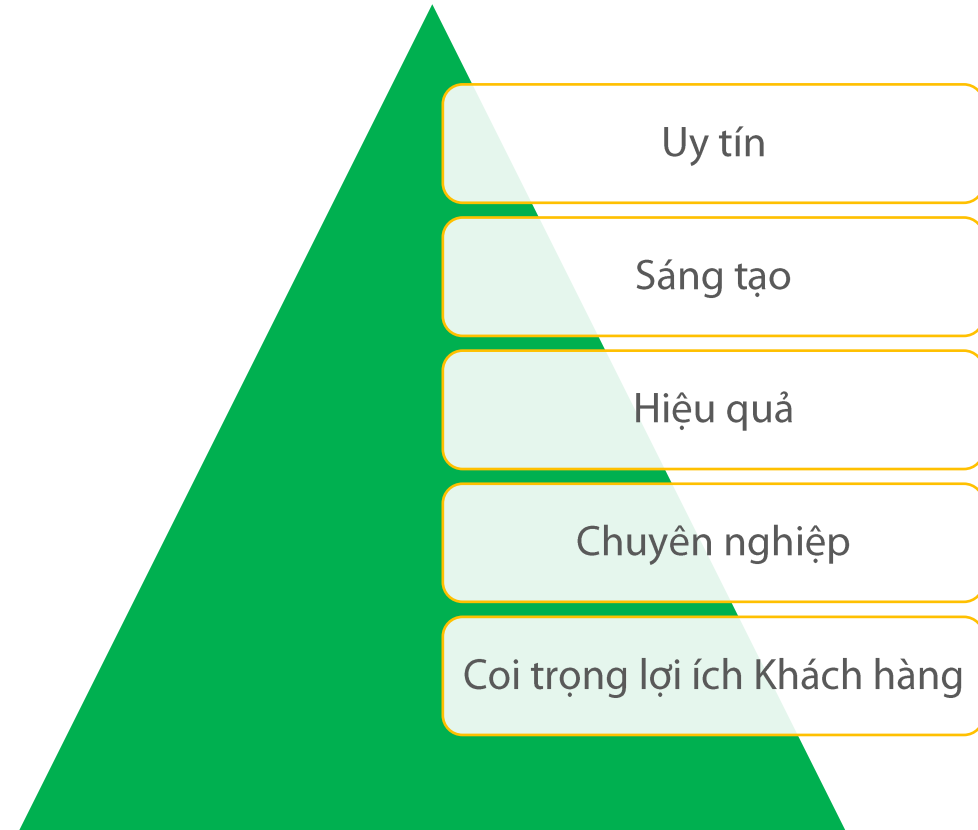 Uy tín
Sáng tạo
Hiệu quả
Chuyên nghiệp
Coi trọng lợi ích Khách hàng